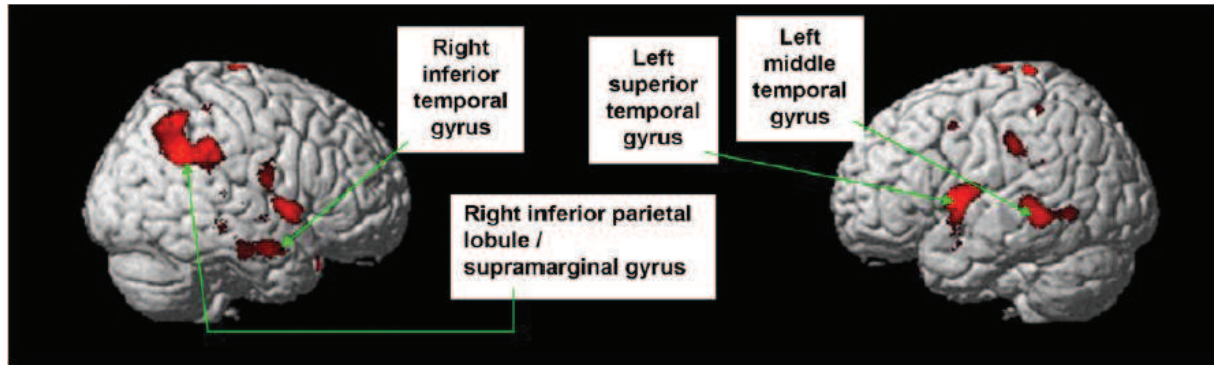 Right
inferior
temporal
gyrus
Left
superior
temporal
gyrus
Left
middle
temporal
gyrus
Right inferior parietal
lobule /
supramarginal gyrus